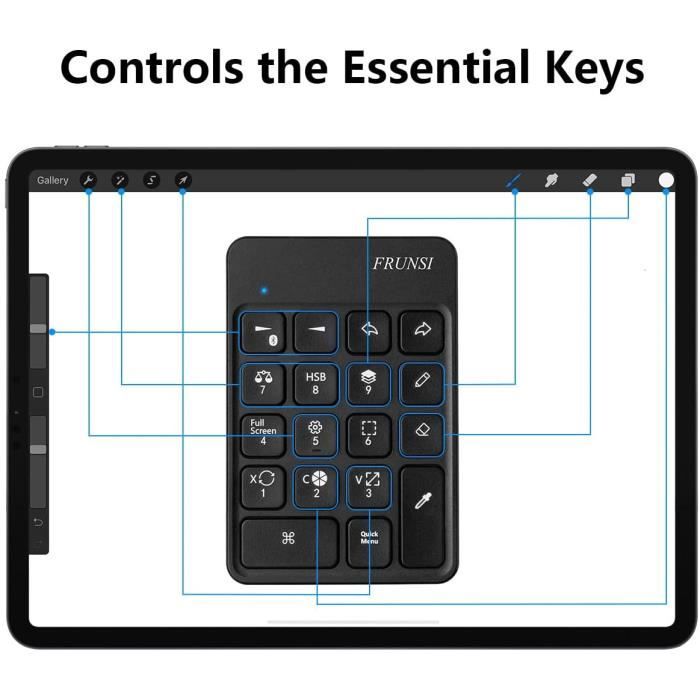 Controls the Essential Keys
Gallery
FRUNSI
7
HSB
8
9
Full
Screen
4
5
6
X
1
C
2
V
3
⌘
Quick
Menu